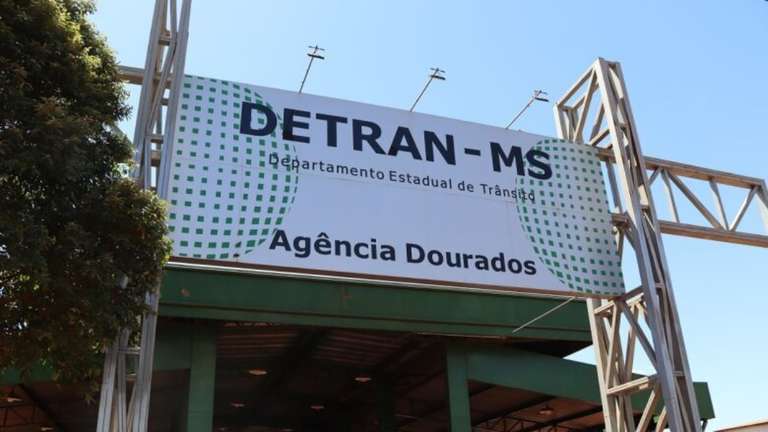 DETRAN-MS
Departamento Estadual de Trânsito
Agência Dourados